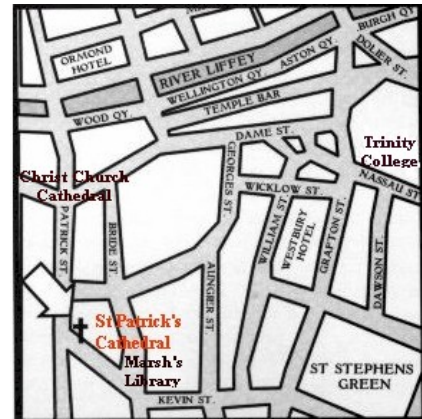 BURGH QY
ORMOND
HOTEL
RIVER LIFFEY
WELLINGTON QY.
ASTON QY.
DOLIER ST.
WOOD QY.
TEMPLE BAR
DAME ST.
Trinity
College
Christ Church
Cathedral
GEORGES ST.
WICKLOW ST.
NASSAU ST
PATRICK ST.
BRIDE ST.
WILLIAM ST.
WESTBURY
HOTEL
GRAFTON ST.
DAWSON ST.
AUNGIER ST.
St Patrick's
Cathedral
Marsh's
Library
ST STEPHENS
GREEN
KEVIN ST.